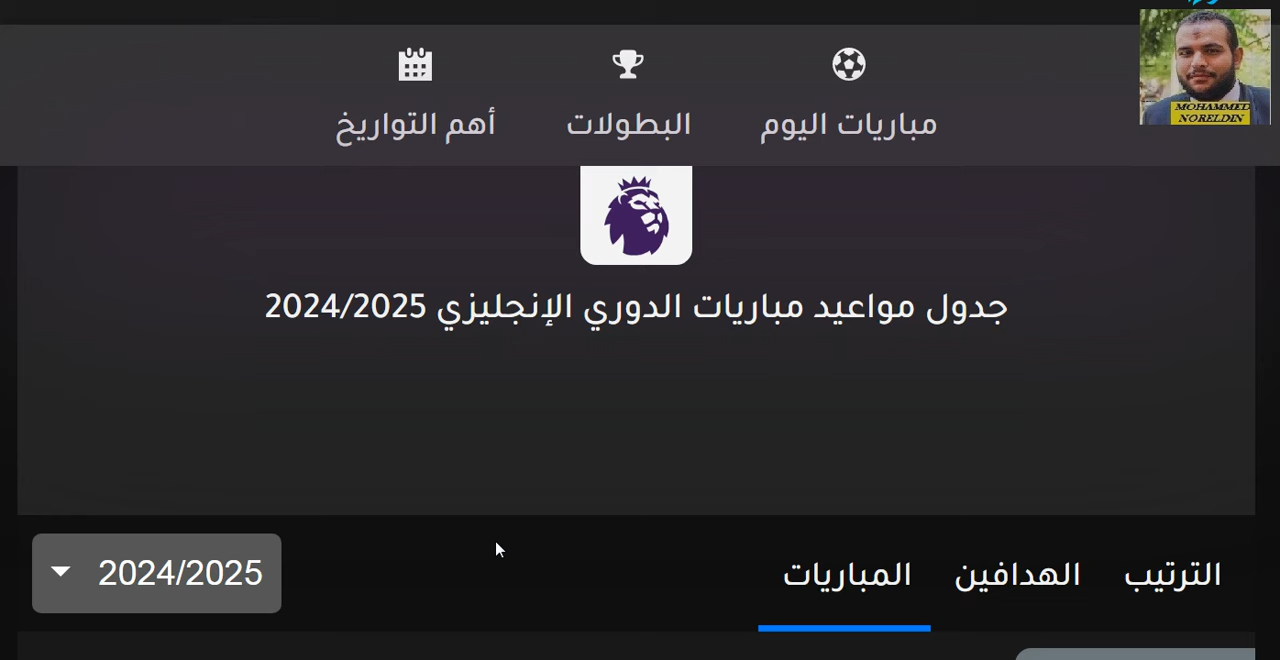 مباريات اليوم
البطولات
أهم التواريخ
MOHAMMED
NORELDIN
جدول مواعيد مباريات الدوري الإنجليزي 2024/2025
الترتيب
الهدافين
المباريات
2024/2025